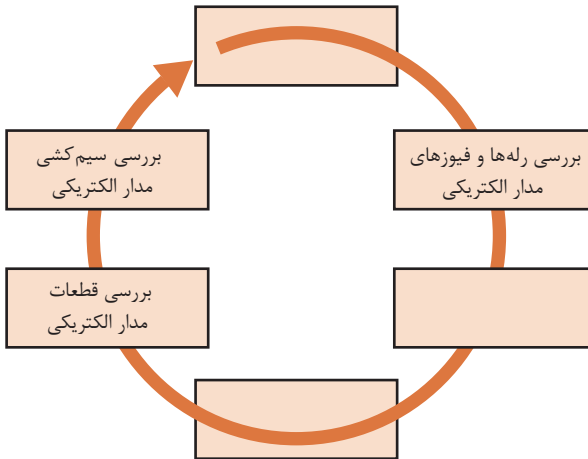 بررسی رله‌ها و فیوزهای
مدار الکتریکی
بررسی سیم‌کشی
مدار الکتریکی
بررسی قطعات
مدار الکتریکی